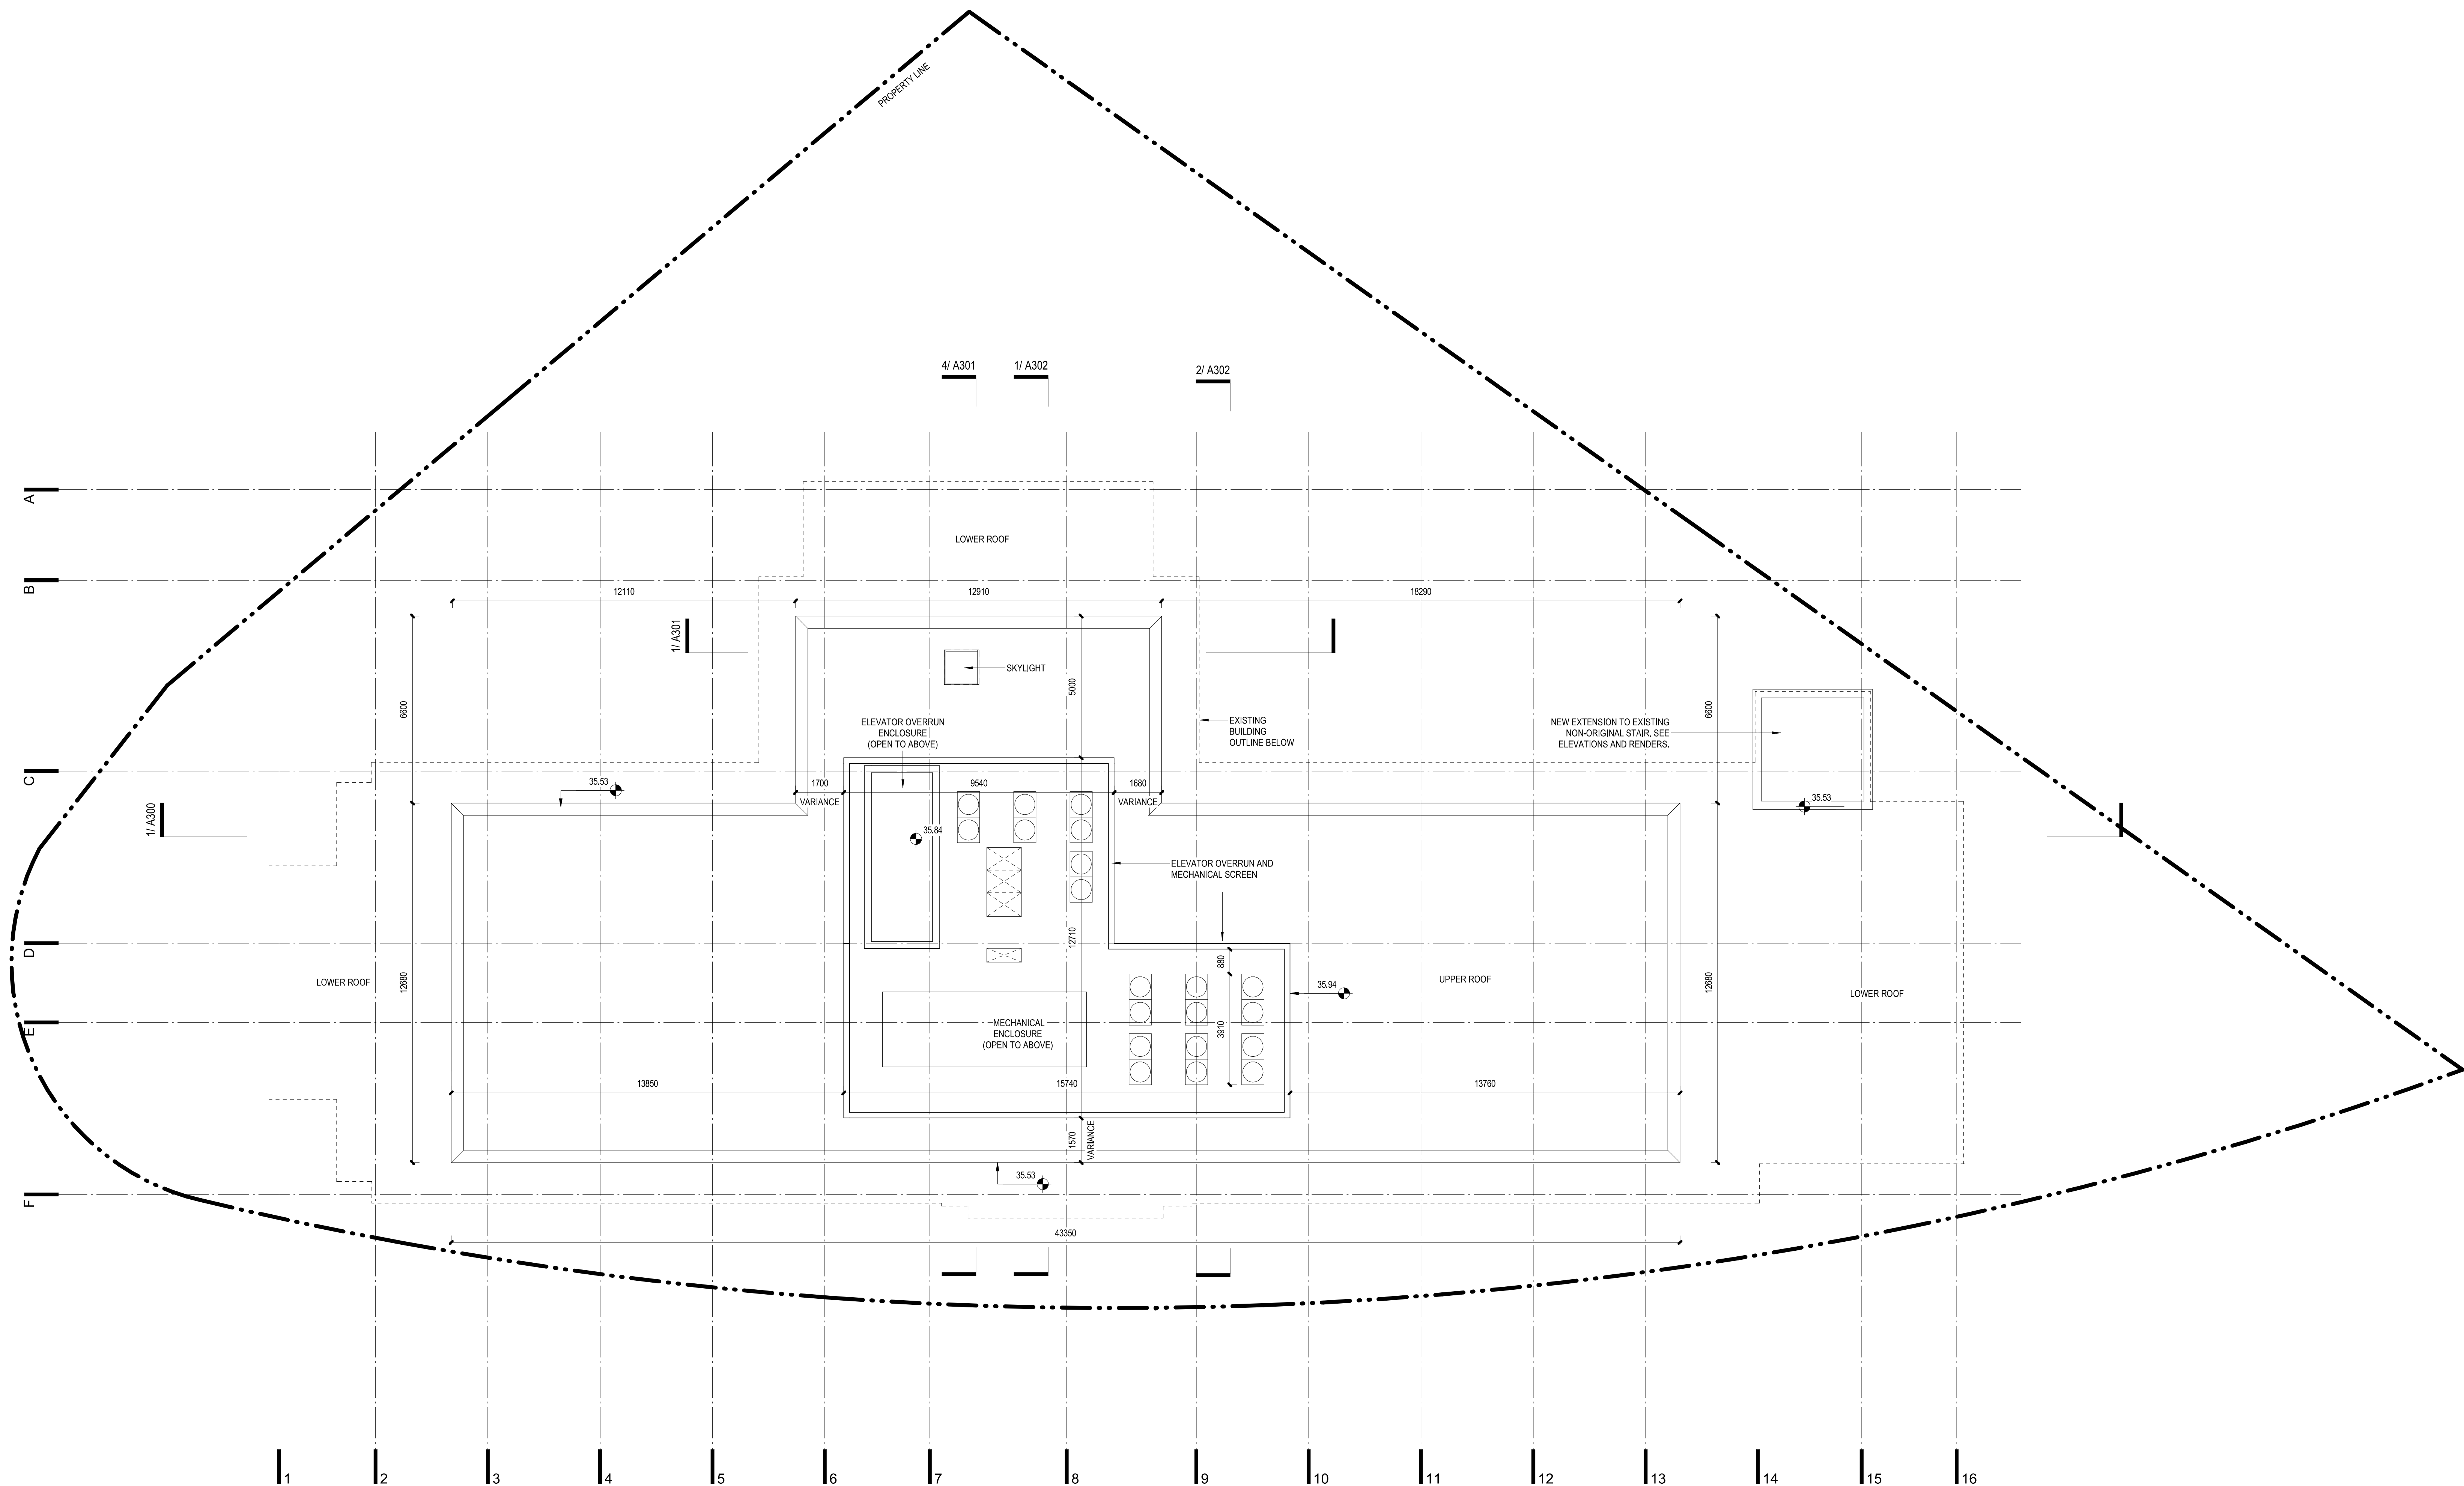 PROPERTY LINE
4/ A301
1/ A302
2/ A302
A
LOWER ROOF
B
12110
12910
18290
1/ A301
SKYLIGHT
5000
6600
6600
ELEVATOR OVERRUN
ENCLOSURE
(OPEN TO ABOVE)
EXISTING
BUILDING
OUTLINE BELOW
NEW EXTENSION TO EXISTING
NON-ORIGINAL STAIR. SEE
ELEVATIONS AND RENDERS.
C
35.53
1700
9540
1680
VARIANCE
VARIANCE
35.53
1/ A300
35.84
ELEVATOR OVERRUN AND
MECHANICAL SCREEN
D
12710
880
LOWER ROOF
12680
35.94
UPPER ROOF
12680
LOWER ROOF
E
MECHANICAL
ENCLOSURE
(OPEN TO ABOVE)
3910
13850
15740
13760
1570
VARIANCE
35.53
F
43350
1
2
3
4
5
6
7
8
9
10
11
12
13
14
15
16